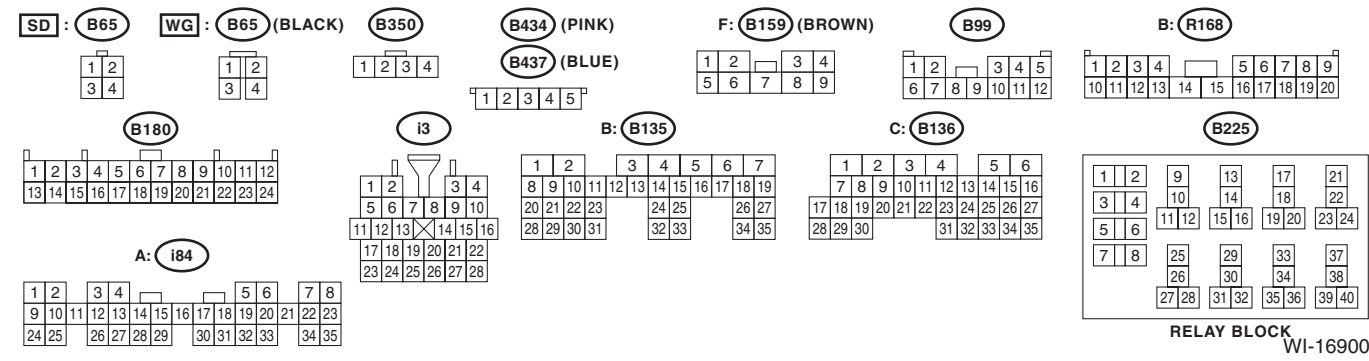 SD : B65 WG : B65 (BLACK) B350 B434 (PINK) F: B159 (BROWN) B99 B: R168
B437 (BLUE)
1 2
3 4
1 2
3 4
1 2 3 4
1 2 3 4 5
1 2 3 4
5 6 7 8 9
1 2 3 4 5
6 7 8 9 10 11 12
1 2 3 4 5 6 7 8 9
10 11 12 13 14 15 16 17 18 19 20
B180 i3 B: B135 C: B136 B225
1 2 3 4 5 6 7 8 9 10 11 12
13 14 15 16 17 18 19 20 21 22 23 24
1 2 3 4
5 6 7 8 9 10
11 12 13 14 15 16
17 18 19 20 21 22
23 24 25 26 27 28
1 2 3 4 5 6 7
8 9 10 11 12 13 14 15 16 17 18 19
20 21 22 23 24 25 26 27
28 29 30 31 32 33 34 35
1 2 3 4 5 6
7 8 9 10 11 12 13 14 15 16
17 18 19 20 21 22 23 24 25 26 27
28 29 30 31 32 33 34 35
1 2 9 13 17 21
3 4 10 14 18 22
11 12 15 16 19 20 23 24
5 6
7 8 25 29 33 37
26 30 34 38
27 28 31 32 35 36 39 40
RELAY BLOCK
A: i84
1 2 3 4 5 6 7 8
9 10 11 12 13 14 15 16 17 18 19 20 21 22 23
24 25 26 27 28 29 30 31 32 33 34 35
WI-16900